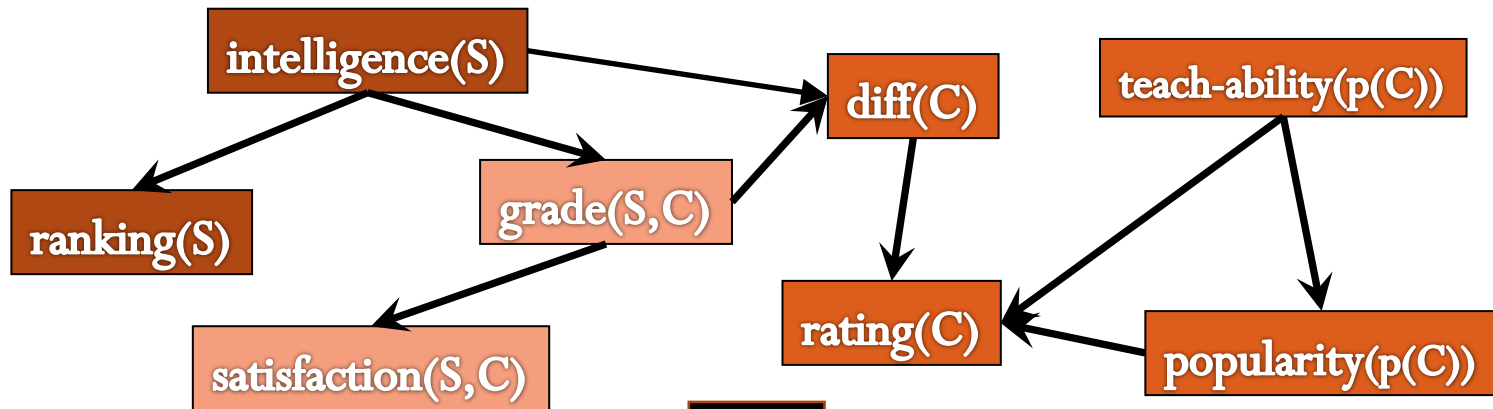 intelligence(S)
diff(C)
teach-ability(p(C))
ranking(S)
grade(S,C)
rating(C)
popularity(p(C))
satisfaction(S,C)